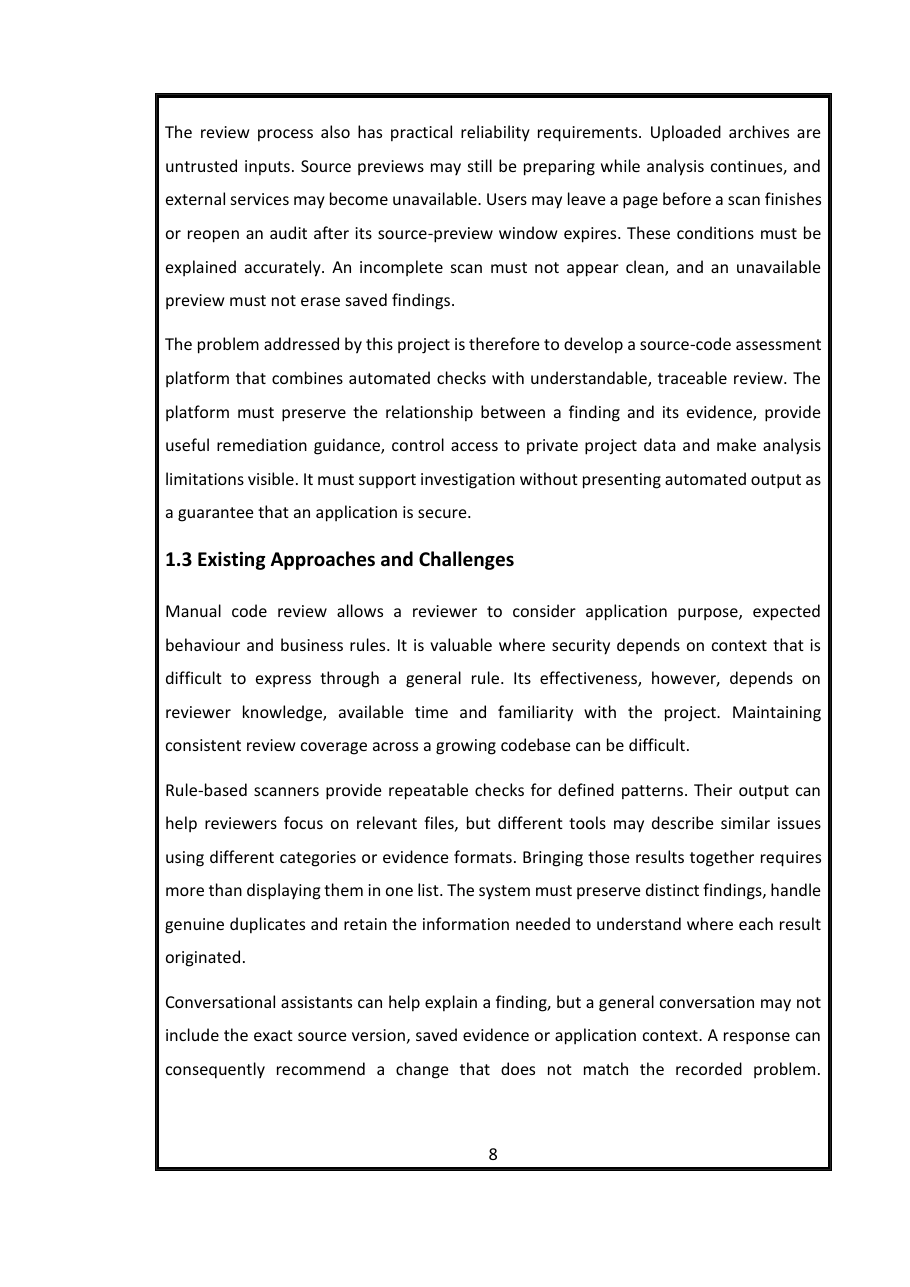 The review process also has practical reliability requirements. Uploaded archives are
untrusted inputs. Source previews may still be preparing while analysis continues, and
external services may become unavailable. Users may leave a page before a scan finishes
or reopen an audit after its source-preview window expires. These conditions must be
explained accurately. An incomplete scan must not appear clean, and an unavailable
preview must not erase saved findings.
The problem addressed by this project is therefore to develop a source-code assessment
platform that combines automated checks with understandable, traceable review. The
platform must preserve the relationship between a finding and its evidence, provide
useful remediation guidance, control access to private project data and make analysis
limitations visible. It must support investigation without presenting automated output as
a guarantee that an application is secure.
1.3 Existing Approaches and Challenges
Manual code review allows a reviewer to consider application purpose, expected
behaviour and business rules. It is valuable where security depends on context that is
difficult to express through a general rule. Its effectiveness, however, depends on
reviewer knowledge, available time and familiarity with the project. Maintaining
consistent review coverage across a growing codebase can be difficult.
Rule-based scanners provide repeatable checks for defined patterns. Their output can
help reviewers focus on relevant files, but different tools may describe similar issues
using different categories or evidence formats. Bringing those results together requires
more than displaying them in one list. The system must preserve distinct findings, handle
genuine duplicates and retain the information needed to understand where each result
originated.
Conversational assistants can help explain a finding, but a general conversation may not
include the exact source version, saved evidence or application context. A response can
consequently recommend a change that does not match the recorded problem.
8